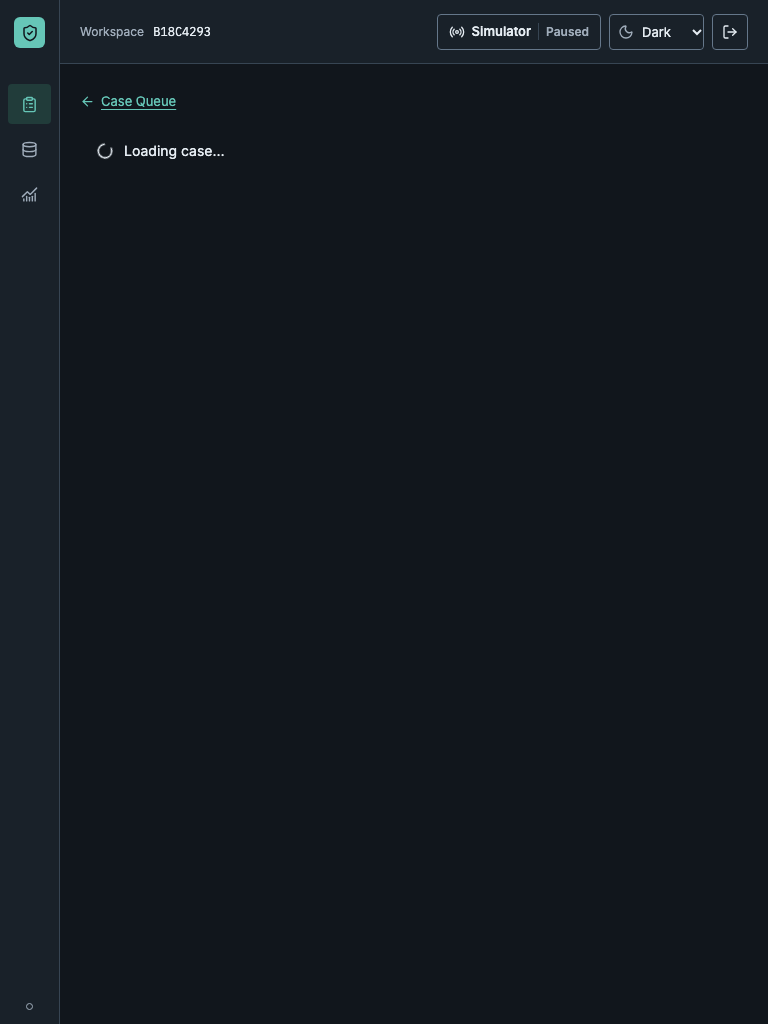 Workspace B18C4293
Simulator Paused
Dark
Case Queue
Loading case...